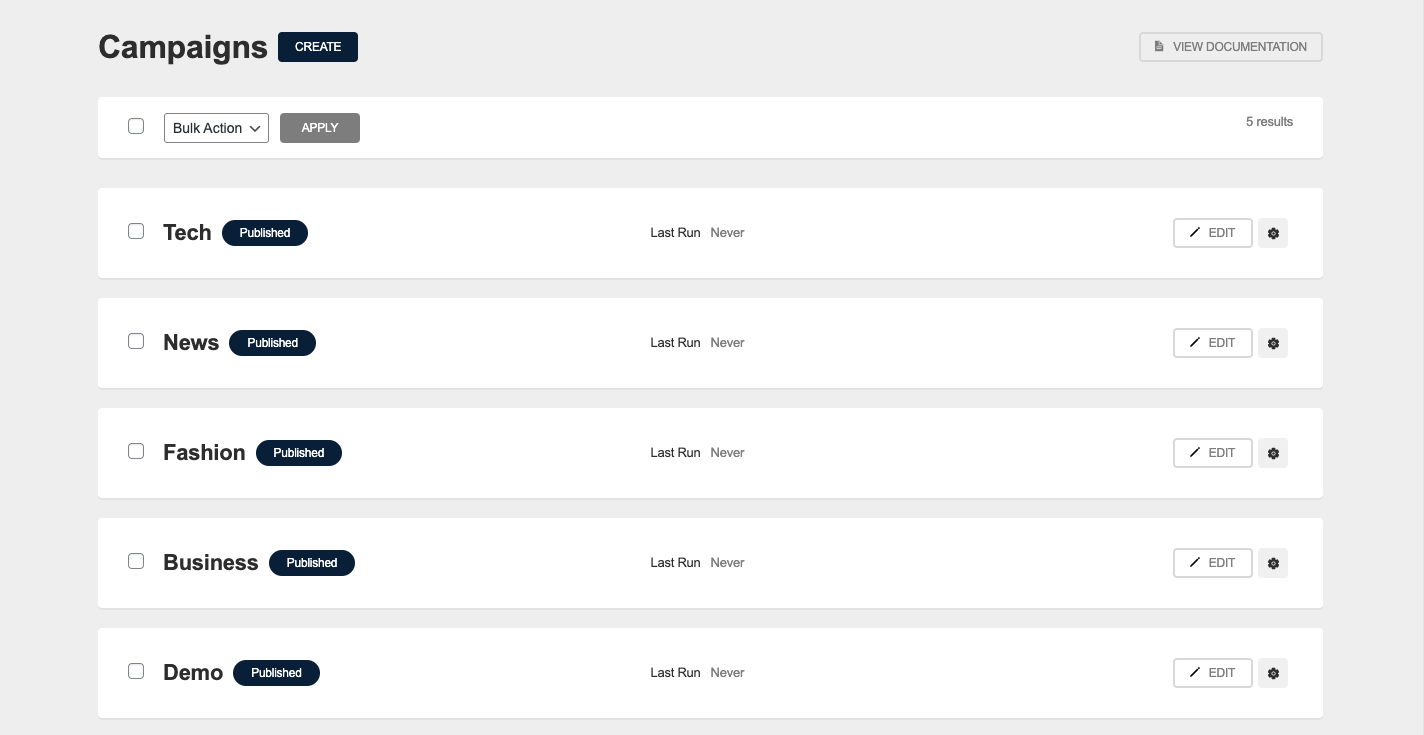 Campaigns CREATE VIEW DOCUMENTATION
Bulk Action APPLY 5 results
Tech Published Last Run Never EDIT
News Published Last Run Never EDIT
Fashion Published Last Run Never EDIT
Business Published Last Run Never EDIT
Demo Published Last Run Never EDIT